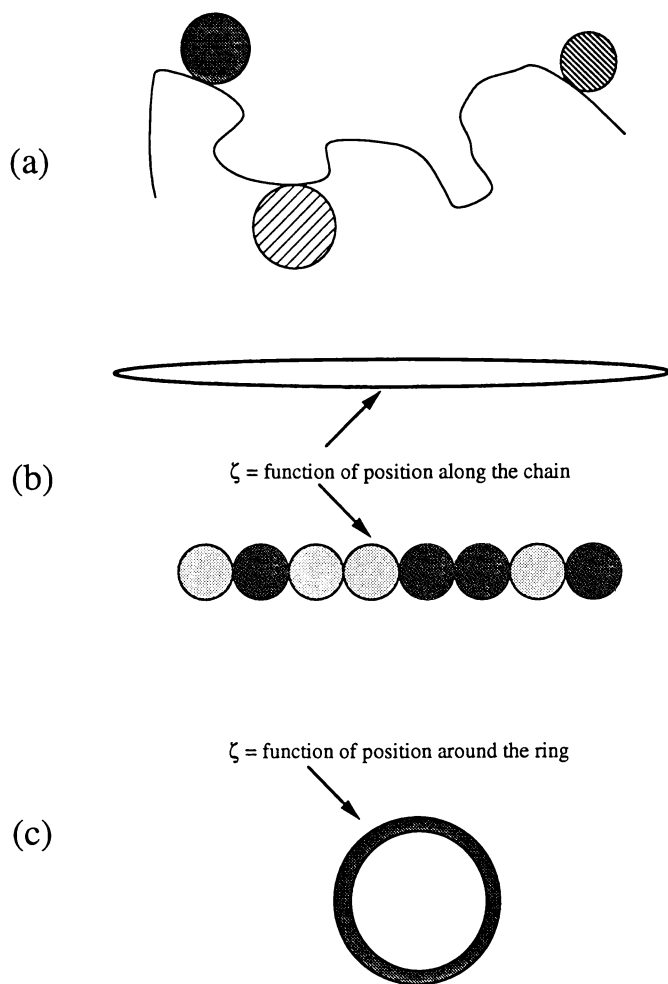 (a)
(b)
ζ = function of position along the chain
ζ = function of position around the ring
(c)